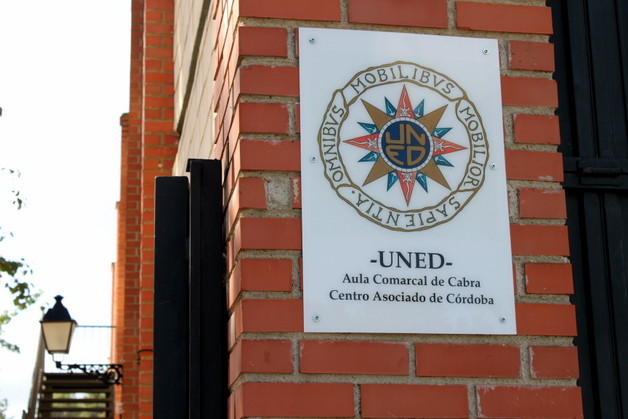 OMNIBVS MOBILIBVS MOBILIOR SAPIENTIA.
UNED
-UNED-
Aula Comarcal de Cabra
Centro Asociado de Córdoba